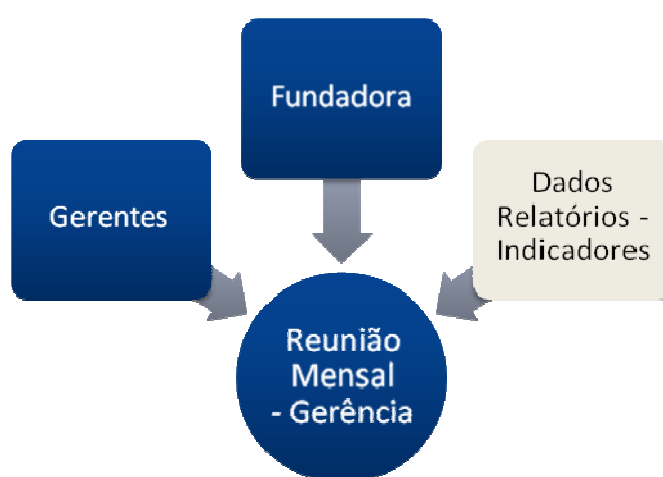 Fundadora
Gerentes
Dados
Relatórios -
Indicadores
Reunião
Mensal
- Gerência